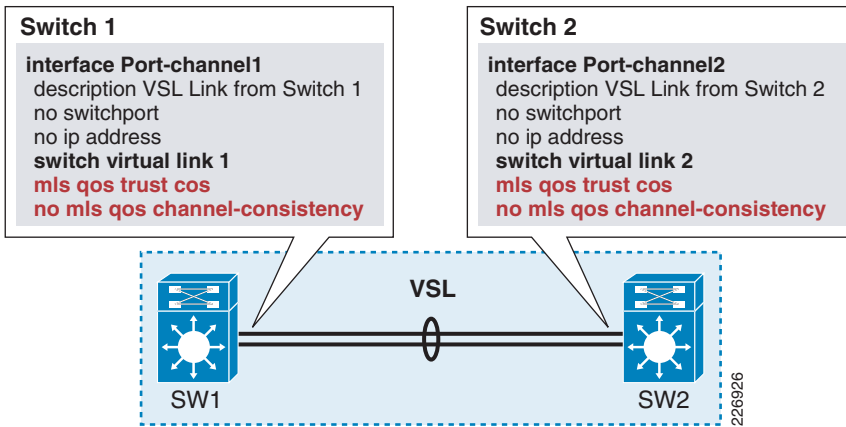 Switch 1
interface Port-channel1
description VSL Link from Switch 1
no switchport
no ip address
switch virtual link 1
mls qos trust cos
no mls qos channel-consistency
Switch 2
interface Port-channel2
description VSL Link from Switch 2
no switchport
no ip address
switch virtual link 2
mls qos trust cos
no mls qos channel-consistency
VSL
SW1
SW2
226926